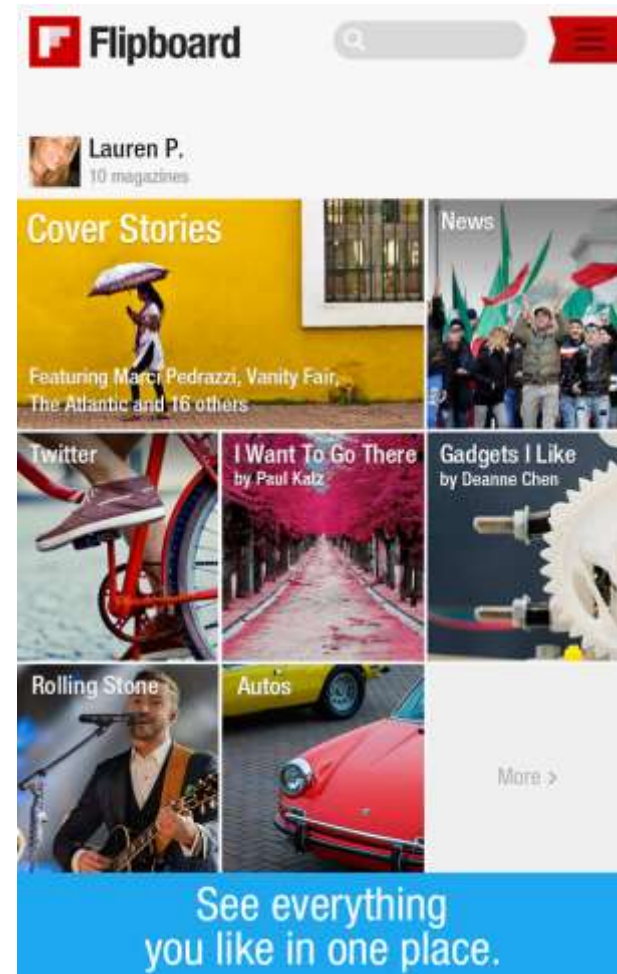 Flipboard
Lauren P.
10 magazines
Cover Stories
Featuring Marci Pedrazzi, Vanity Fair,
The Atlantic and 16 others
News
Twitter
I Want To Go There
by Paul Katz
Gadgets I Like
by Deanne Chen
Rolling Stone
Autos
More >
See everything
you like in one place.